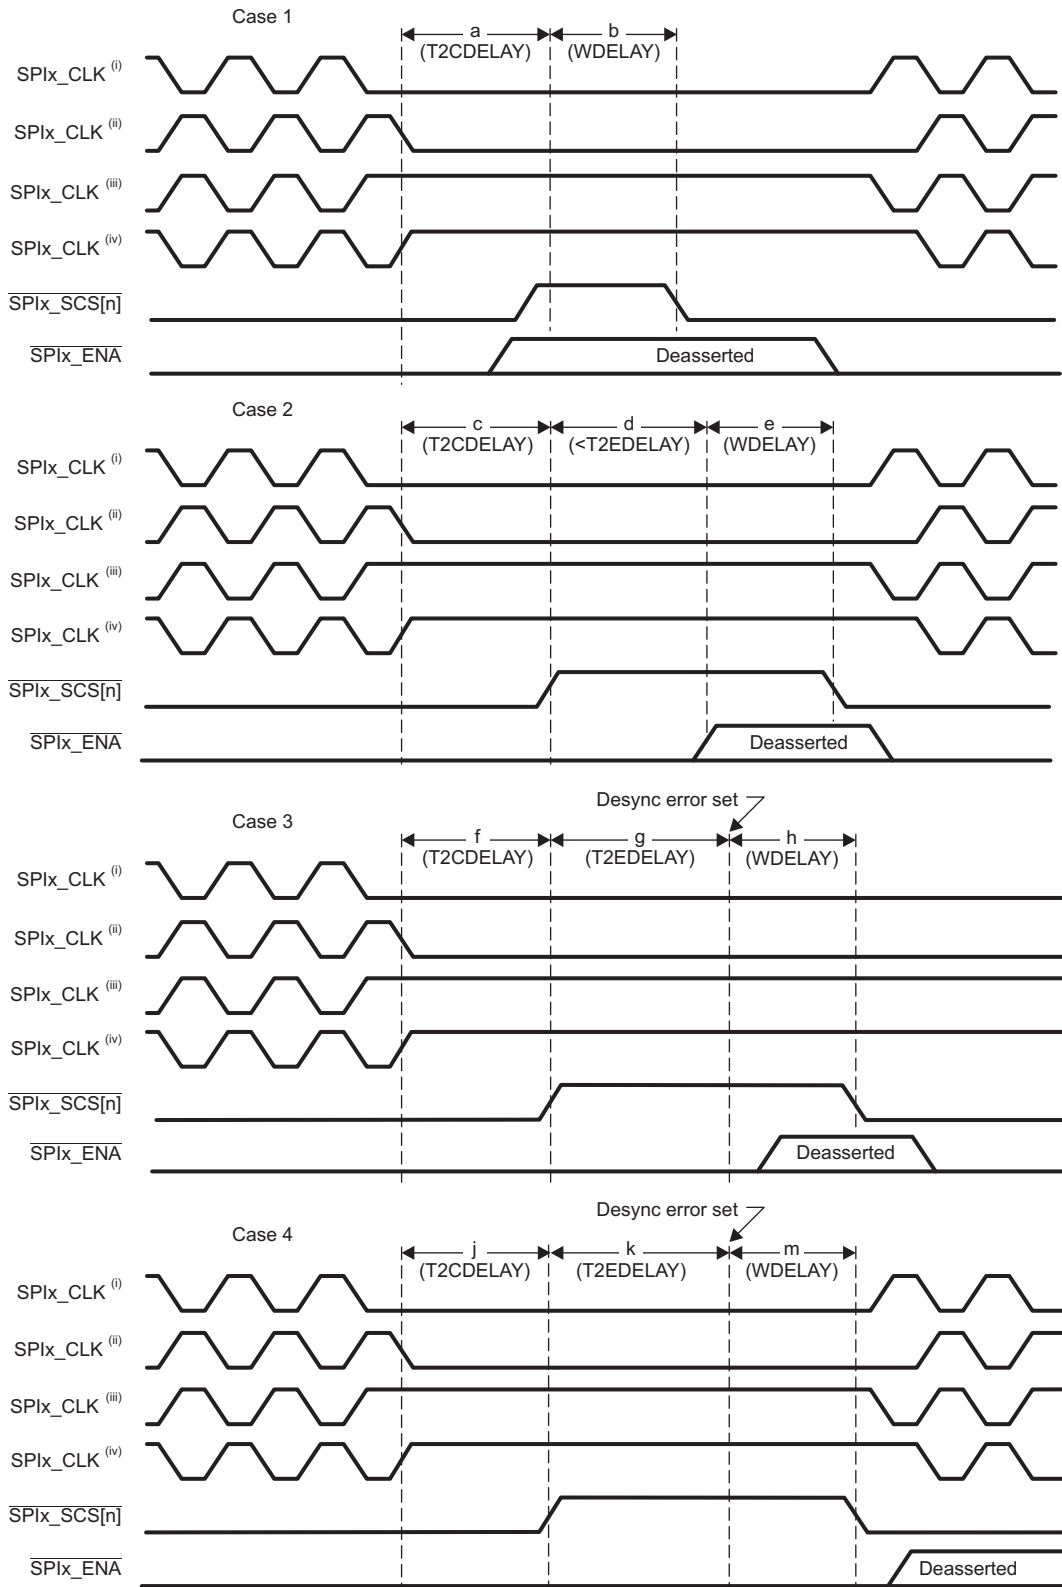 Case 1
a
(T2CDELAY)
b
(WDELAY)
SPIx_CLK (i)
SPIx_CLK (ii)
SPIx_CLK (iii)
SPIx_CLK (iv)
SPIx_SCS[n]
SPIx_ENA
Deasserted
Case 2
c
(T2CDELAY)
d
(<T2EDELAY)
e
(WDELAY)
SPIx_CLK (i)
SPIx_CLK (ii)
SPIx_CLK (iii)
SPIx_CLK (iv)
SPIx_SCS[n]
SPIx_ENA
Deasserted
Desync error set
Case 3
f
(T2CDELAY)
g
(T2EDELAY)
h
(WDELAY)
SPIx_CLK (i)
SPIx_CLK (ii)
SPIx_CLK (iii)
SPIx_CLK (iv)
SPIx_SCS[n]
SPIx_ENA
Deasserted
Desync error set
Case 4
j
(T2CDELAY)
k
(T2EDELAY)
m
(WDELAY)
SPIx_CLK (i)
SPIx_CLK (ii)
SPIx_CLK (iii)
SPIx_CLK (iv)
SPIx_SCS[n]
SPIx_ENA
Deasserted